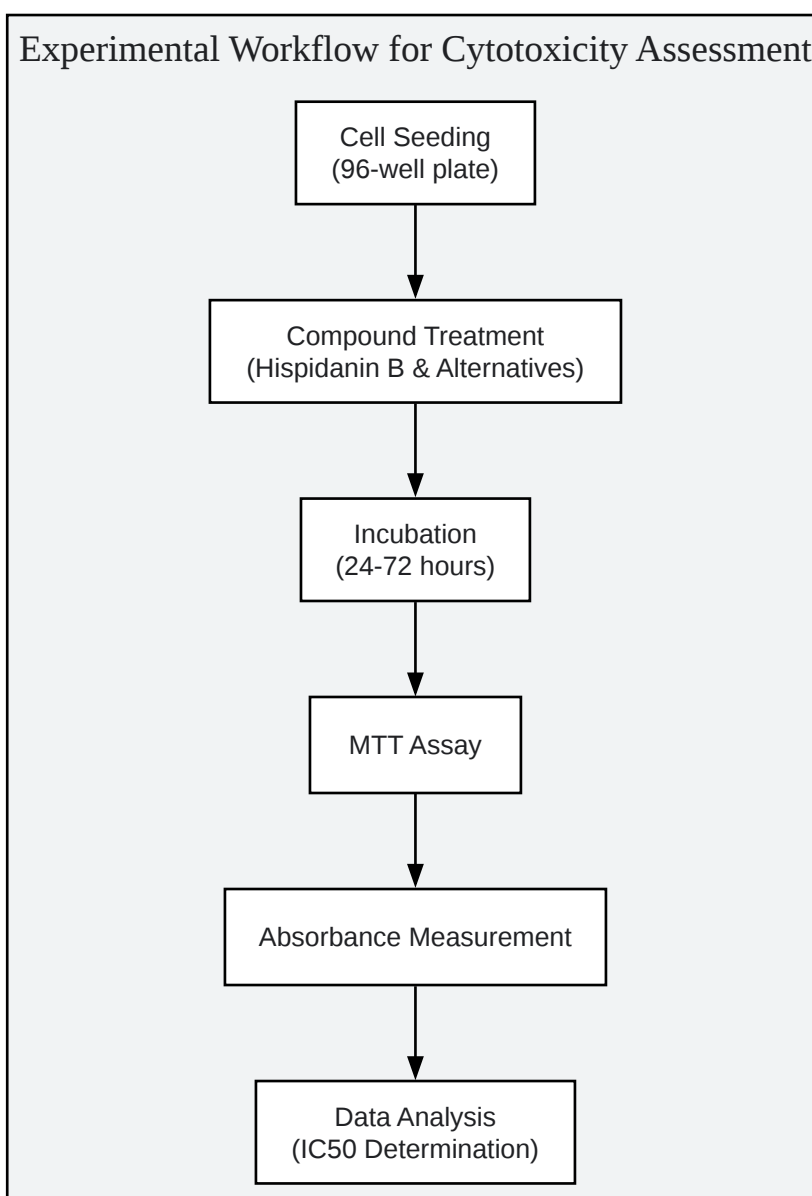 Experimental Workflow for Cytotoxicity Assessment
Cell Seeding
(96-well plate)
Compound Treatment
(Hispidanin B & Alternatives)
Incubation
(24-72 hours)
MTT Assay
Absorbance Measurement
Data Analysis
(IC50 Determination)